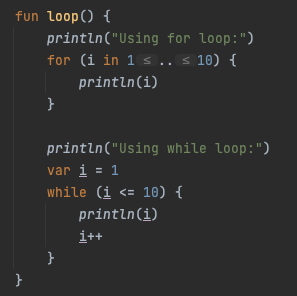 fun loop() {
println("Using for loop:")
for (i in 1 ≤ .. ≤ 10) {
println(i)
}
println("Using while loop:")
var i = 1
while (i <= 10) {
println(i)
i++
}
}